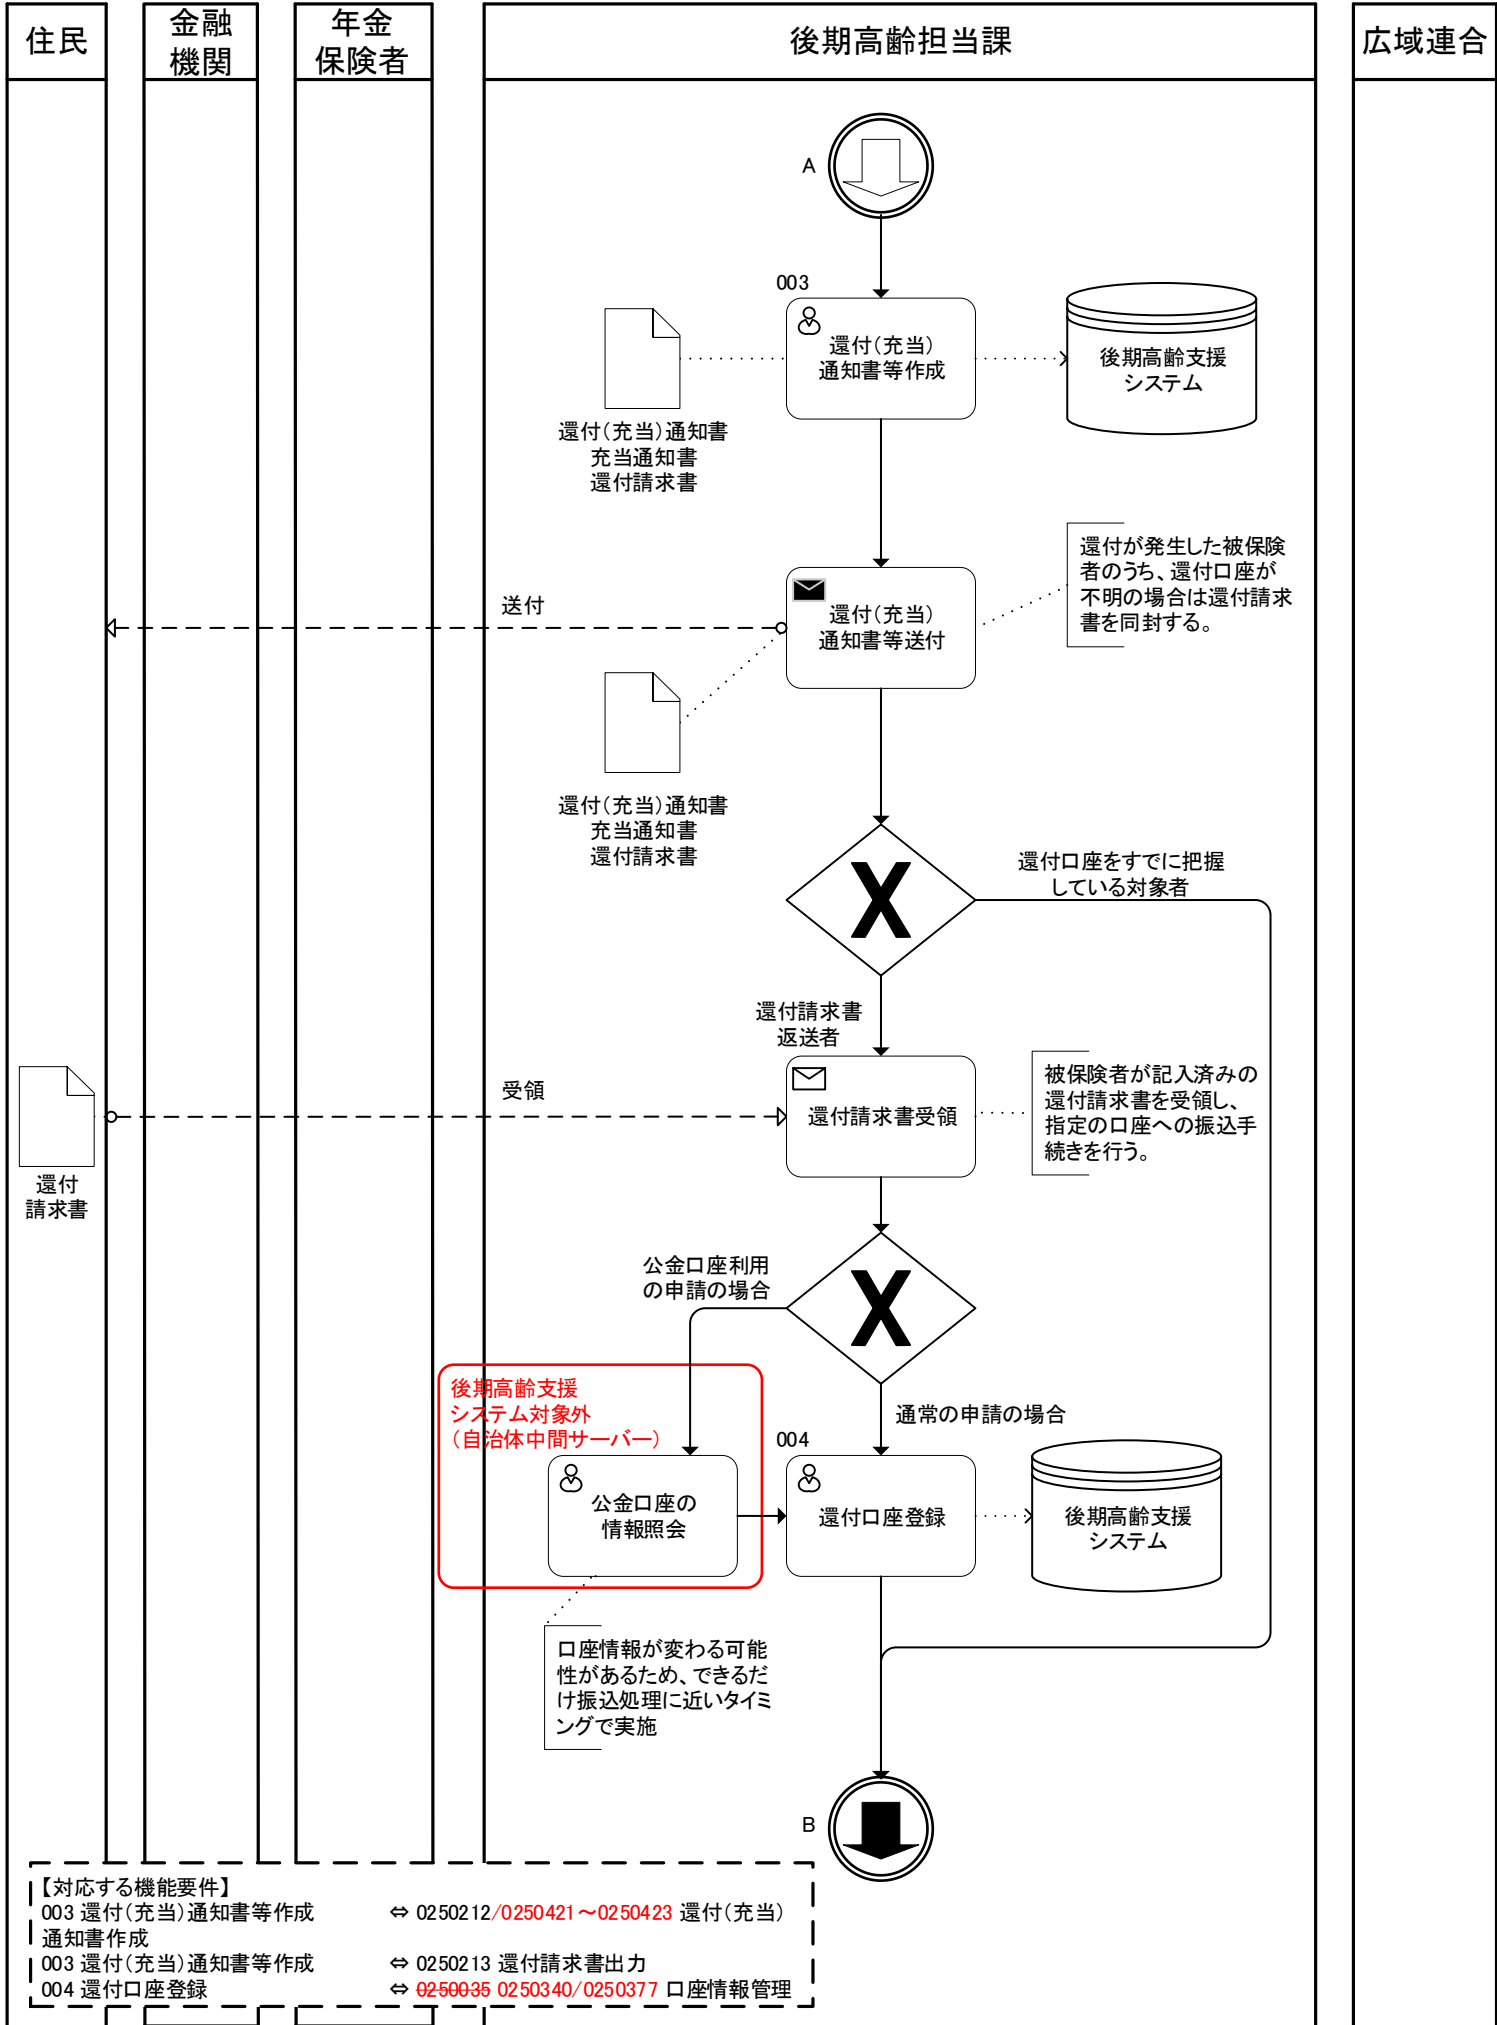 住民
金融
機関
年金
保険者
後期高齢担当課
広域連合
A
003
還付(充当)
通知書等作成
後期高齢支援
システム
還付(充当)通知書
充当通知書
還付請求書
還付が発生した被保険
者のうち、還付口座が
不明の場合は還付請求
書を同封する。
送付
還付(充当)
通知書等送付
還付(充当)通知書
充当通知書
還付請求書
還付口座をすでに把握
している対象者
還付請求書
返送者
受領
還付請求書受領
被保険者が記入済みの
還付請求書を受領し、
指定の口座への振込手
続きを行う。
還付
請求書
公金口座利用
の申請の場合
後期高齢支援
システム対象外
(自治体中間サーバー)
通常の申請の場合
004
公金口座の
情報照会
還付口座登録
後期高齢支援
システム
口座情報が変わる可能
性があるため、できるだ
け振込処理に近いタイミ
ングで実施
B
【対応する機能要件】
003 還付(充当)通知書等作成 ⇔ 0250212/0250421～0250423 還付(充当)
通知書作成
003 還付(充当)通知書等作成 ⇔ 0250213 還付請求書出力
004 還付口座登録 ⇔ 0250035 0250340/0250377 口座情報管理